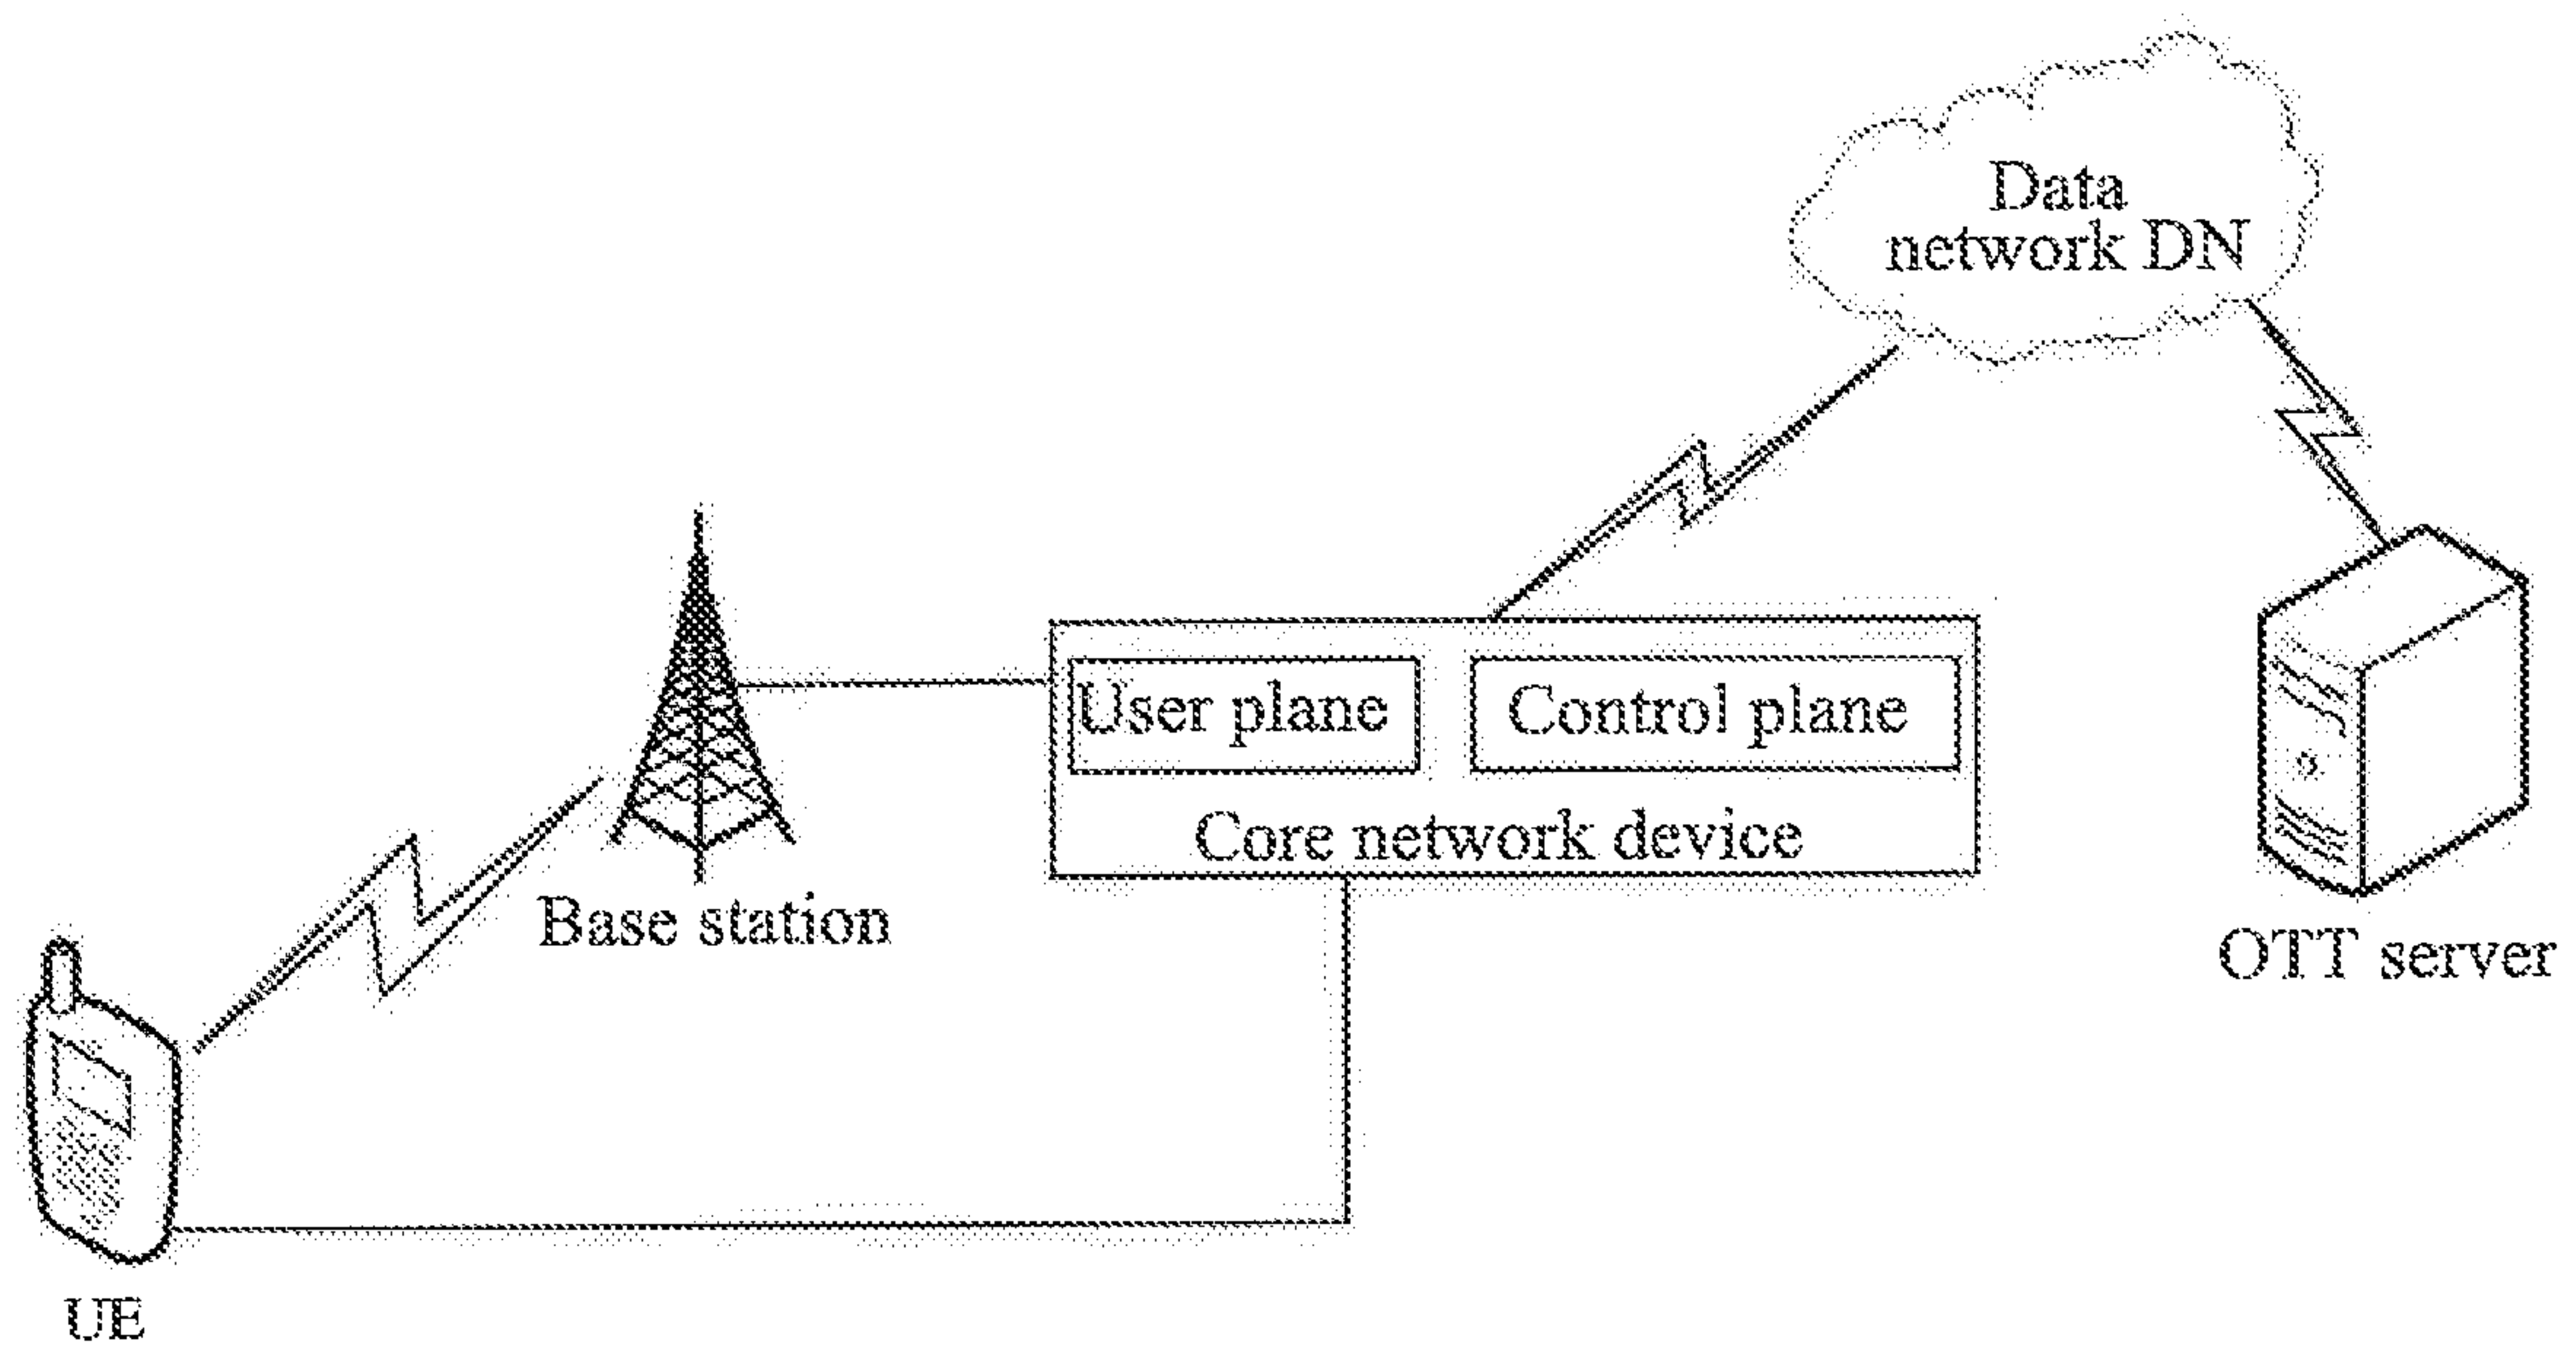 Data
network DN
User plane
Control plane
Core network device
Base station
OTT server
UE